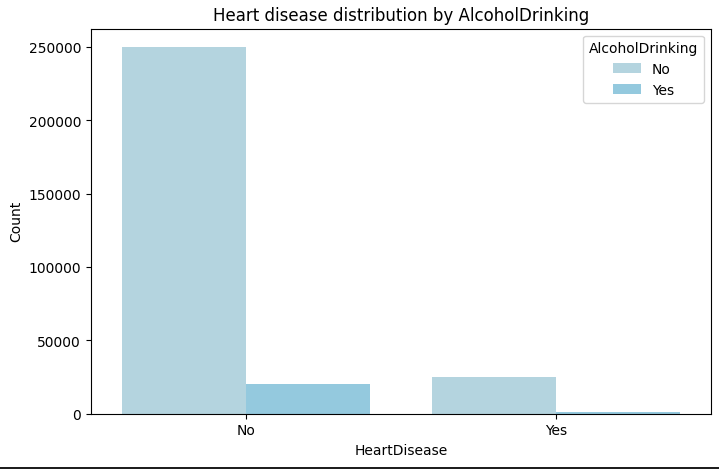 Heart disease distribution by AlcoholDrinking
AlcoholDrinking
No
Yes
250000
200000
150000
100000
50000
0
Count
No
Yes
HeartDisease